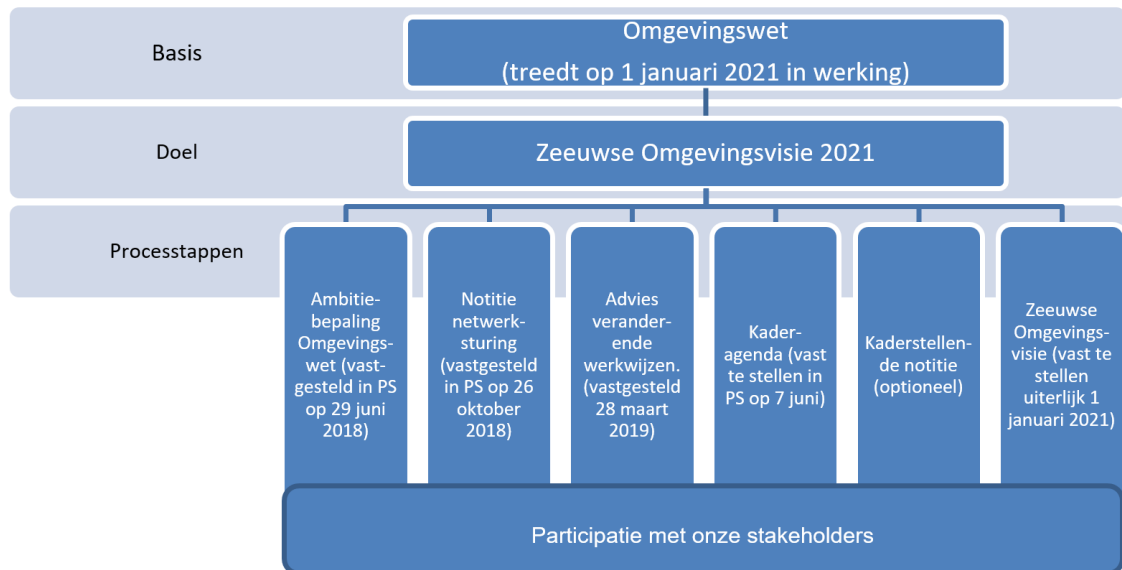 Basis
Omgevingswet
(treedt op 1 januari 2021 in werking)
Doel
Zeeuwse Omgevingsvisie 2021
Processtappen
Ambitie-
bepaling
Omgevings-
wet (vast-
gesteld in PS
op 29 juni
2018)
Notitie
netwerk-
sturing
(vastgesteld
in PS op 26
oktober
2018)
Advies
verander-
ende
werkwijzen.
(vastgesteld
28 maart
2019)
Kader-
agenda (vast
te stellen in
PS op 7 juni)
Kaderstellen-
de notitie
(optioneel)
Zeeuwse
Omgevings-
visie (vast te
stellen
uiterlijk 1
januari 2021)
Participatie met onze stakeholders